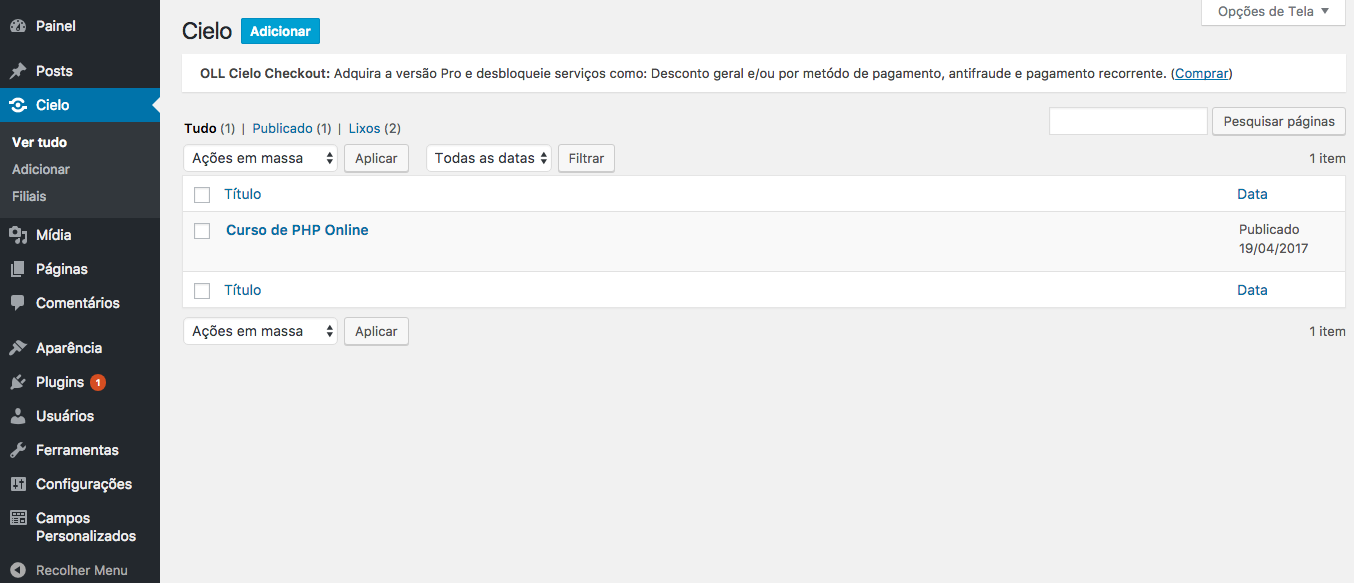 Painel
Posts
Cielo
Ver tudo
Adicionar
Filiais
Mídia
Páginas
Comentários
Aparência
Plugins 1
Usuários
Ferramentas
Configurações
Campos
Personalizados
Recolher Menu
Opções de Tela
Cielo Adicionar
OLL Cielo Checkout: Adquira a versão Pro e desbloqueie serviços como: Desconto geral e/ou por metódo de pagamento, antifraude e pagamento recorrente. (Comprar)
Tudo (1) | Publicado (1) | Lixos (2)
Pesquisar páginas
Ações em massa Aplicar Todas as datas Filtrar 1 item
Título Data
Curso de PHP Online Publicado
19/04/2017
Título Data
Ações em massa Aplicar 1 item